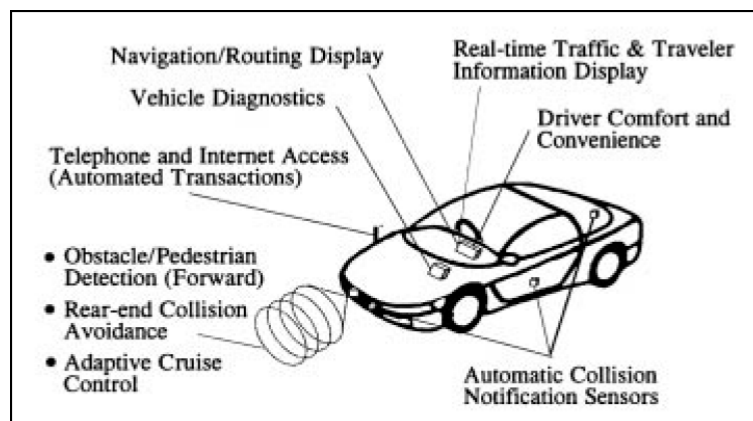 Navigation/Routing Display
Real-time Traffic & Traveler
Information Display
Vehicle Diagnostics
Driver Comfort and
Convenience
Telephone and Internet Access
(Automated Transactions)
• Obstacle/Pedestrian
Detection (Forward)
• Rear-end Collision
Avoidance
• Adaptive Cruise
Control
Automatic Collision
Notification Sensors